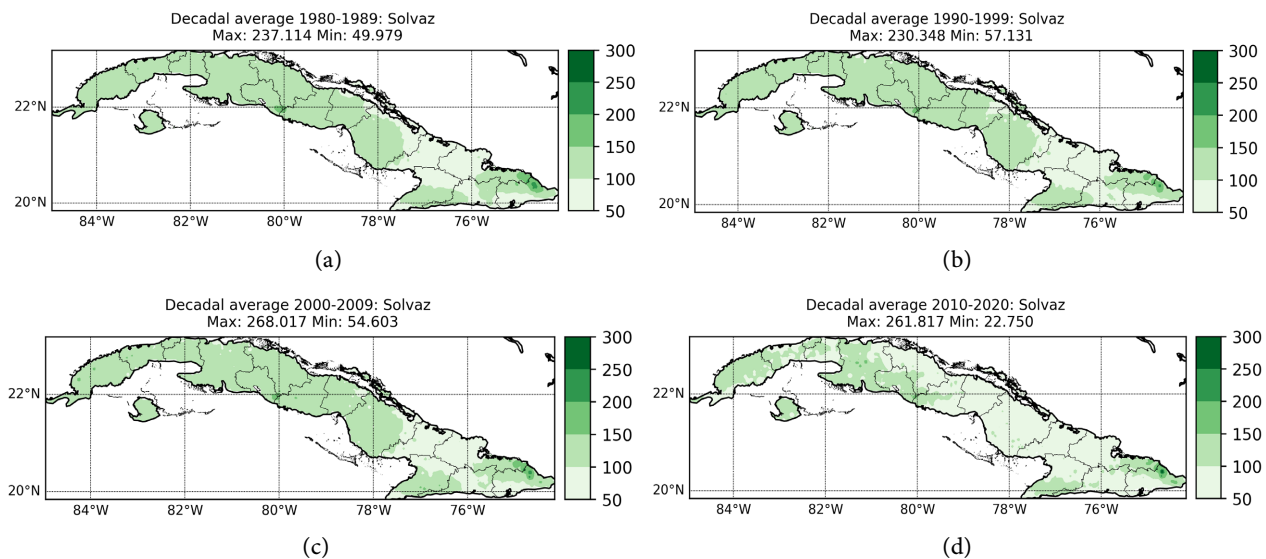 Decadal average 1980-1989: Solvaz
Max: 237.114 Min: 49.979
300
250
200
150
100
50
22°N
20°N
84°W 82°W 80°W 78°W 76°W
(a)
Decadal average 1990-1999: Solvaz
Max: 230.348 Min: 57.131
300
250
200
150
100
50
22°N
20°N
84°W 82°W 80°W 78°W 76°W
(b)
Decadal average 2000-2009: Solvaz
Max: 268.017 Min: 54.603
300
250
200
150
100
50
22°N
20°N
84°W 82°W 80°W 78°W 76°W
(c)
Decadal average 2010-2020: Solvaz
Max: 261.817 Min: 22.750
300
250
200
150
100
50
22°N
20°N
84°W 82°W 80°W 78°W 76°W
(d)